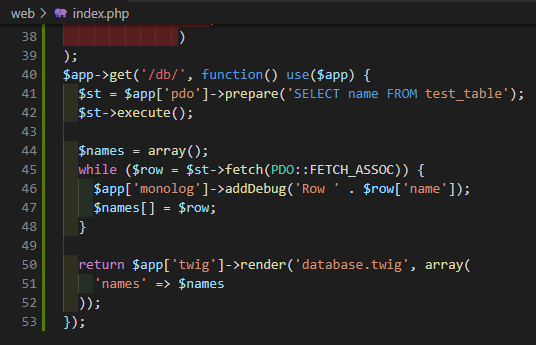 web > index.php
38 )
39 );
40 $app->get('/db/', function() use($app) {
41 $st = $app['pdo']->prepare('SELECT name FROM test_table');
42 $st->execute();
43
44 $names = array();
45 while ($row = $st->fetch(PDO::FETCH_ASSOC)) {
46 $app['monolog']->addDebug('Row ' . $row['name']);
47 $names[] = $row;
48 }
49
50 return $app['twig']->render('database.twig', array(
51 'names' => $names
52 ));
53 });